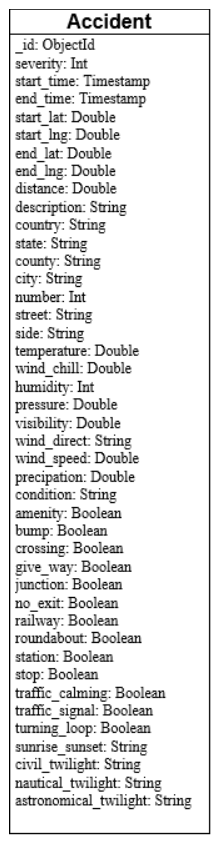 Accident
_id: ObjectId
severity: Int
start_time: Timestamp
end_time: Timestamp
start_lat: Double
start_lng: Double
end_lat: Double
end_lng: Double
distance: Double
description: String
country: String
state: String
county: String
city: String
number: Int
street: String
side: String
temperature: Double
wind_chill: Double
humidity: Int
pressure: Double
visibility: Double
wind_direct: String
wind_speed: Double
precipation: Double
condition: String
amenity: Boolean
bump: Boolean
crossing: Boolean
give_way: Boolean
junction: Boolean
no_exit: Boolean
railway: Boolean
roundabout: Boolean
station: Boolean
stop: Boolean
traffic_calming: Boolean
traffic_signal: Boolean
turning_loop: Boolean
sunrise_sunset: String
civil_twilight: String
nautical_twilight: String
astronomical_twilight: String